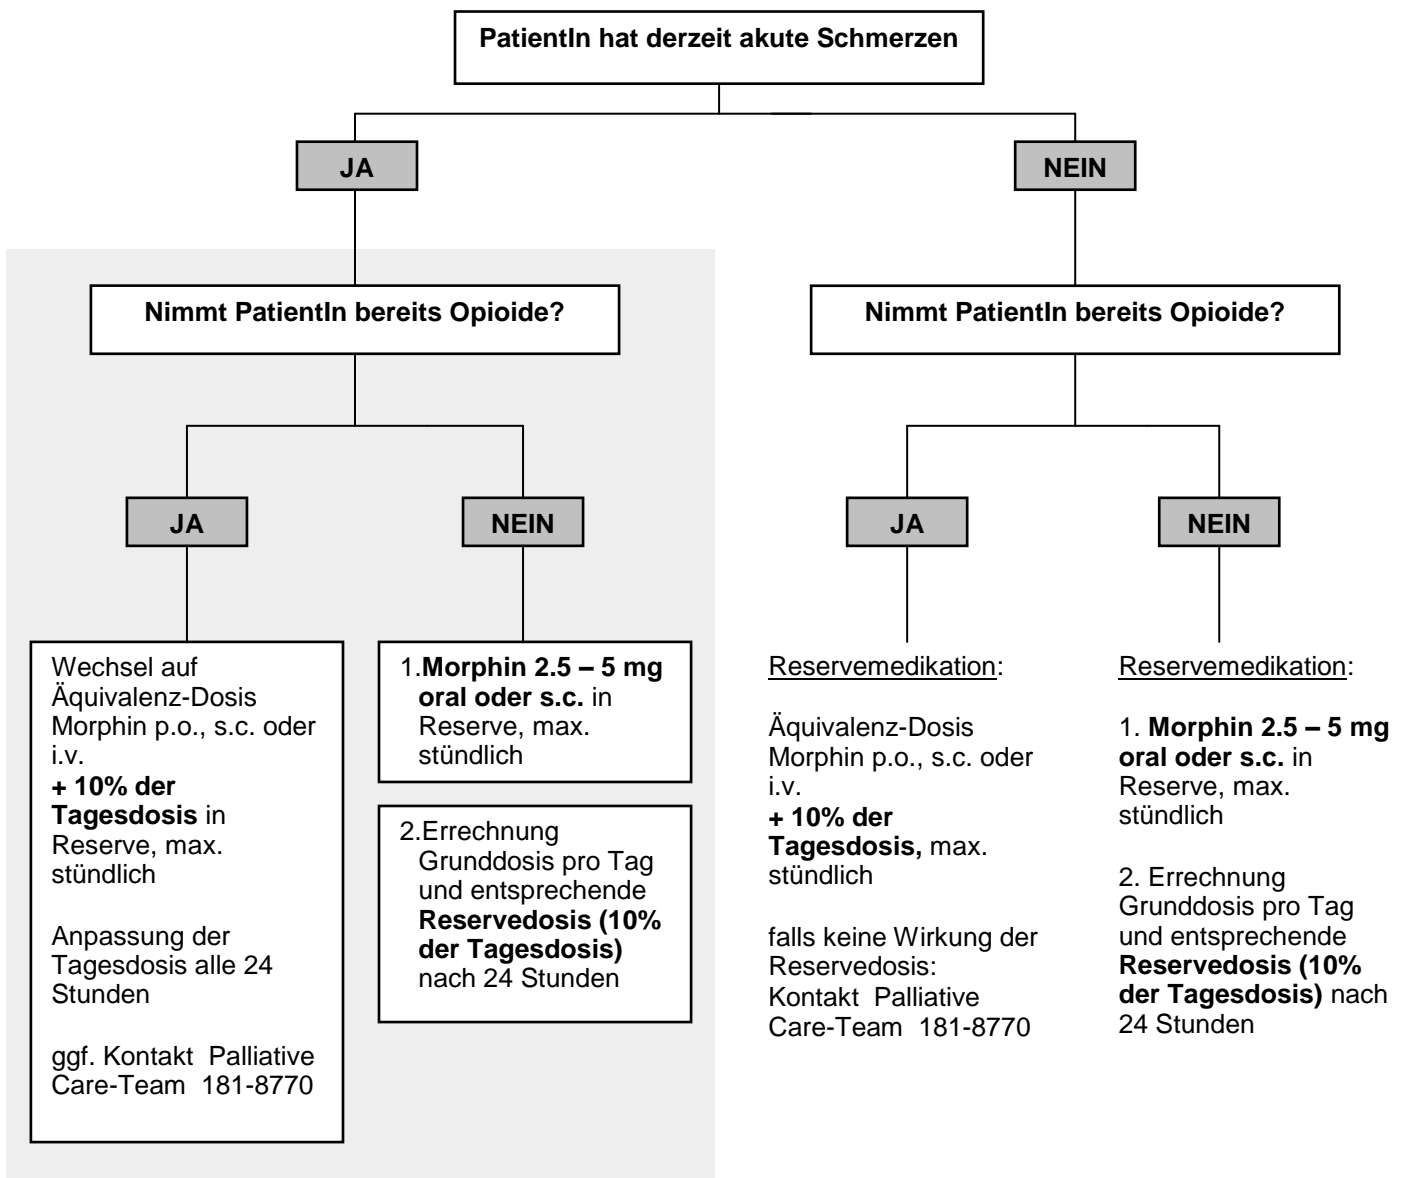 PatientIn hat derzeit akute Schmerzen
JA
NEIN
Nimmt PatientIn bereits Opioide?
Nimmt PatientIn bereits Opioide?
JA
NEIN
JA
NEIN
Wechsel auf
Äquivalenz-Dosis
Morphin p.o., s.c. oder
i.v.
+ 10% der
Tagesdosis in
Reserve, max.
stündlich
Anpassung der
Tagesdosis alle 24
Stunden
ggf. Kontakt Palliative
Care-Team 181-8770
1.Morphin 2.5 – 5 mg
oral oder s.c. in
Reserve, max.
stündlich
2.Errechnung
Grunddosis pro Tag
und entsprechende
Reservedosis (10%
der Tagesdosis)
nach 24 Stunden
Reservemedikation:
Äquivalenz-Dosis
Morphin p.o., s.c. oder
i.v.
+ 10% der
Tagesdosis, max.
stündlich
falls keine Wirkung der
Reservedosis:
Kontakt Palliative
Care-Team 181-8770
Reservemedikation:
1. Morphin 2.5 – 5 mg
oral oder s.c. in
Reserve, max.
stündlich
2. Errechnung
Grunddosis pro Tag
und entsprechende
Reservedosis (10%
der Tagesdosis) nach
24 Stunden